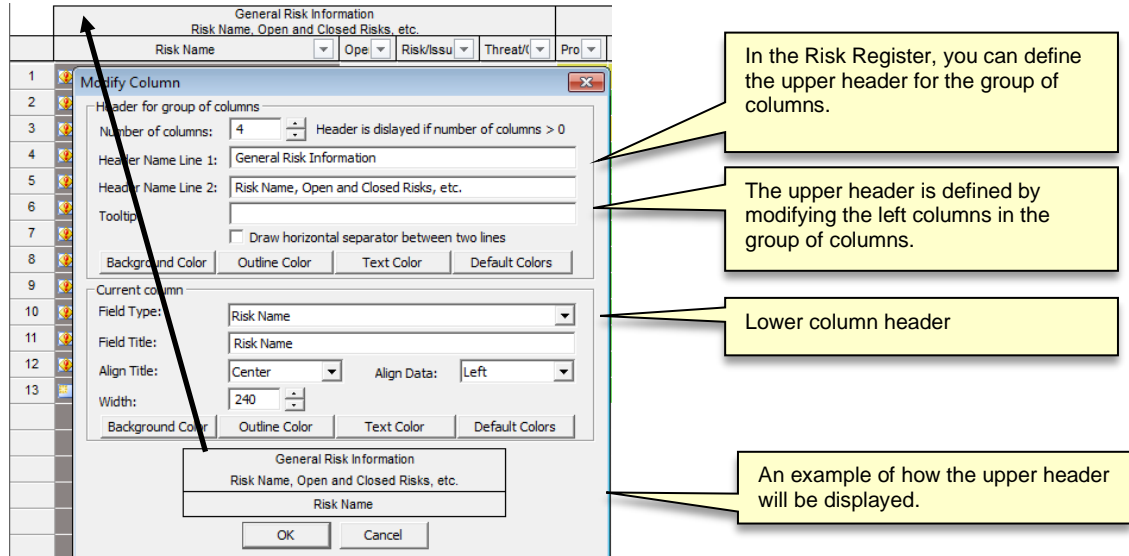 General Risk Information
Risk Name, Open and Closed Risks, etc.
Risk Name Ope Risk/Issu Threat/( Pro
1
2
3
4
5
6
7
8
9
10
11
12
13
Modify Column
Header for group of columns
Number of columns: 4 Header is dislayed if number of columns > 0
Header Name Line 1: General Risk Information
Header Name Line 2: Risk Name, Open and Closed Risks, etc.
Tooltip
Draw horizontal separator between two lines
Background Color Outline Color Text Color Default Colors
Current column
Field Type: Risk Name
Field Title: Risk Name
Align Title: Center Align Data: Left
Width: 240
Background Color Outline Color Text Color Default Colors
General Risk Information
Risk Name, Open and Closed Risks, etc.
Risk Name
OK Cancel
In the Risk Register, you can define
the upper header for the group of
columns.
The upper header is defined by
modifying the left columns in the
group of columns.
Lower column header
An example of how the upper header
will be displayed.